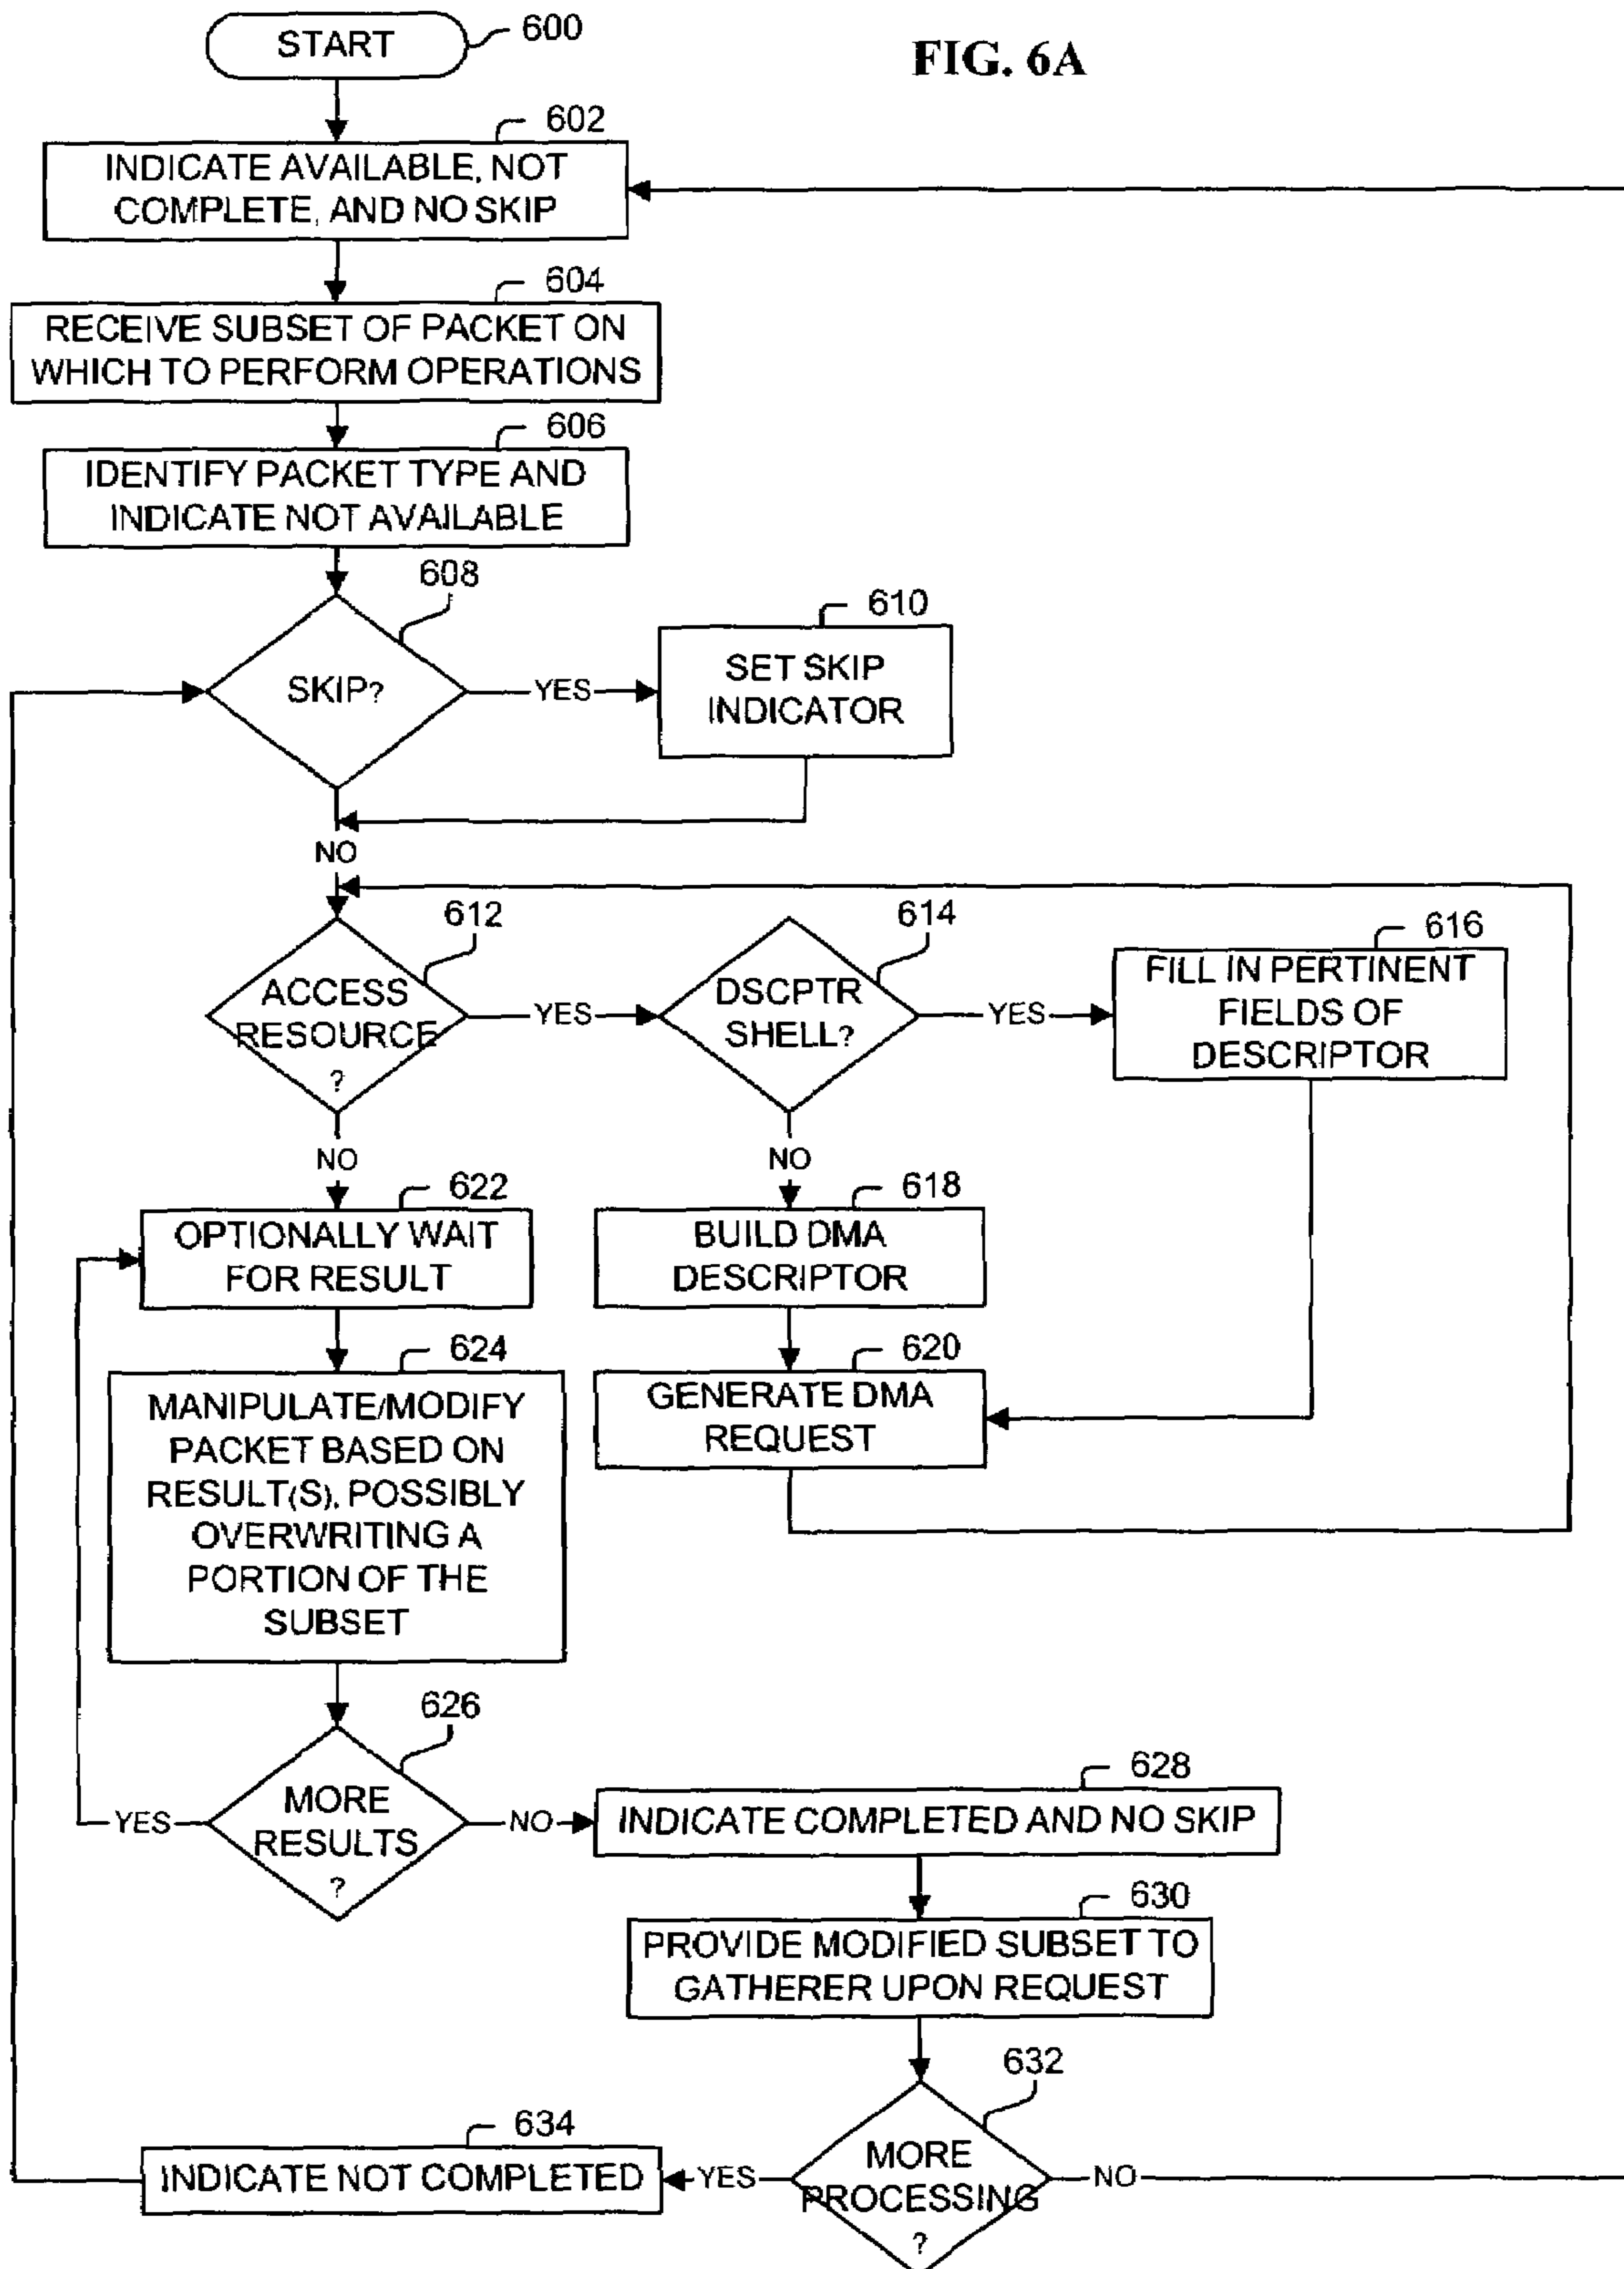 START
600
FIG. 6A
602
INDICATE AVAILABLE, NOT
COMPLETE, AND NO SKIP
604
RECEIVE SUBSET OF PACKET ON
WHICH TO PERFORM OPERATIONS
606
IDENTIFY PACKET TYPE AND
INDICATE NOT AVAILABLE
608
SKIP?
YES
610
SET SKIP
INDICATOR
NO
612
ACCESS
RESOURCE
?
YES
614
DSCPTR
SHELL?
YES
616
FILL IN PERTINENT
FIELDS OF
DESCRIPTOR
NO
NO
622
OPTIONALLY WAIT
FOR RESULT
618
BUILD DMA
DESCRIPTOR
624
MANIPULATE/MODIFY
PACKET BASED ON
RESULT(S), POSSIBLY
OVERWRITING A
PORTION OF THE
SUBSET
620
GENERATE DMA
REQUEST
626
MORE
RESULTS
?
YES
NO
628
INDICATE COMPLETED AND NO SKIP
630
PROVIDE MODIFIED SUBSET TO
GATHERER UPON REQUEST
632
MORE
PROCESSING
?
YES
NO
634
INDICATE NOT COMPLETED